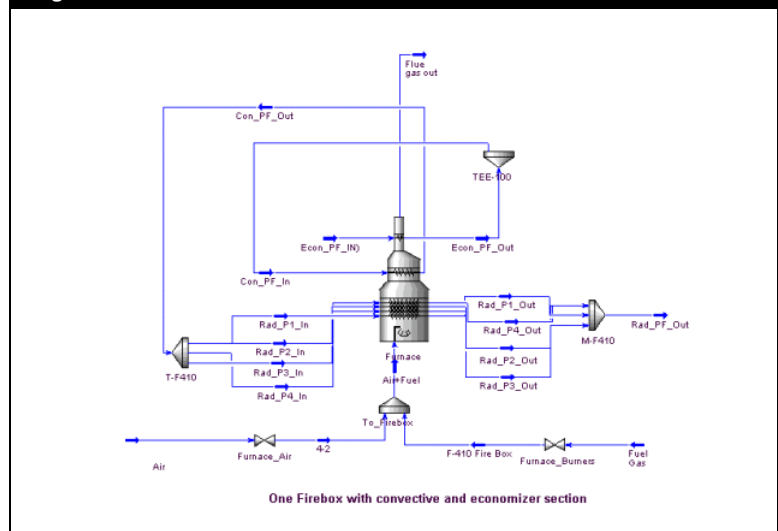 Flue
gas out
Con_PF_Out
TEE-100
Econ_PF_IN)
Econ_PF_Out
Con_PF_In
Rad_P1_In
Rad_P2_In
Rad_P3_In
Rad_P4_In
T-F410
Rad_P1_Out
Rad_P4_Out
Rad_P2_Out
Rad_P3_Out
M-F410
Rad_PF_Out
Furnace
Air+Fuel
To_Firebox
Air
Furnace_Air
4-2
F-410 Fire Box
Furnace_Burners
Fuel
Gas
One Firebox with convective and economizer section